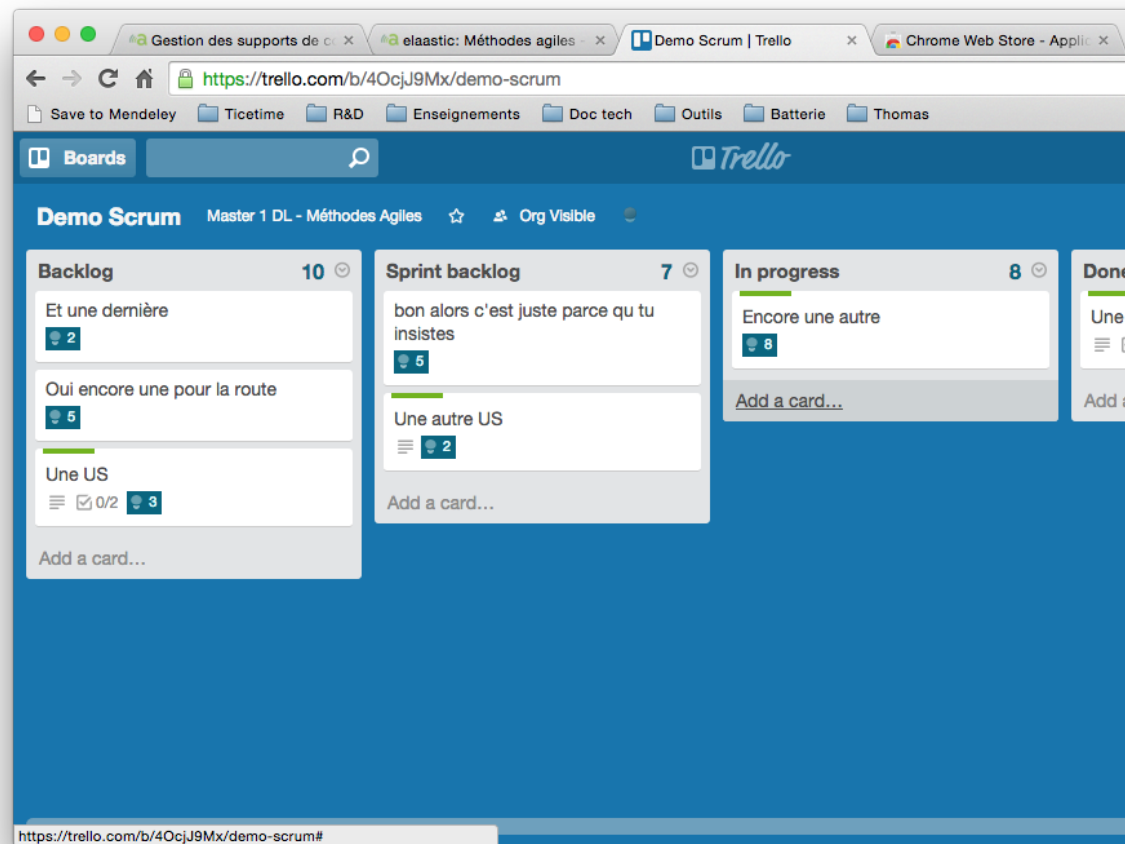 Gestion des supports de c
elaastic: Méthodes agiles -
Demo Scrum | Trello
Chrome Web Store - Applic
https://trello.com/b/4OcjJ9Mx/demo-scrum
Save to Mendeley Ticetime R&D Enseignements Doc tech Outils Batterie Thomas
Boards
Trello
Demo Scrum Master 1 DL - Méthodes Agiles Org Visible
Backlog 10
Et une dernière
2
Oui encore une pour la route
5
Une US
0/2 3
Add a card...
Sprint backlog 7
bon alors c'est juste parce qu tu
insistes
5
Une autre US
2
Add a card...
In progress 8
Encore une autre
8
Add a card...
Done
Une
Add
https://trello.com/b/4OcjJ9Mx/demo-scrum#